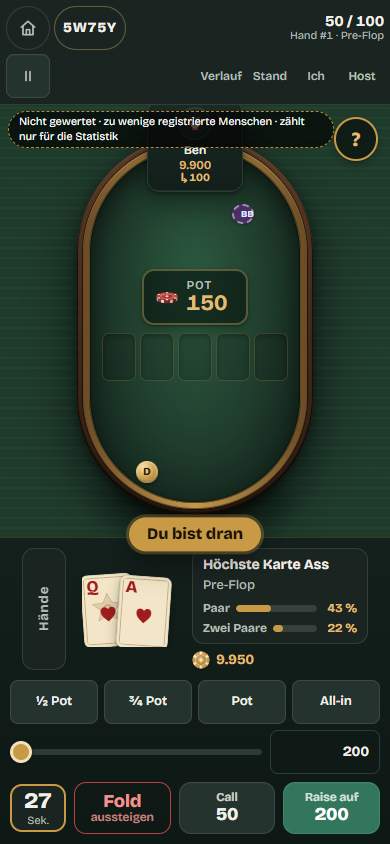 5W75Y
50 / 100
Hand #1 · Pre-Flop
Verlauf Stand Ich Host
Nicht gewertet · zu wenige registrierte Menschen · zählt
nur für die Statistik
?
Ben
9.900
100
BB
POT
150
D
Du bist dran
Hände
Q
A
Höchste Karte Ass
Pre-Flop
Paar 43 %
Zwei Paare 22 %
9.950
½ Pot
¾ Pot
Pot
All-in
200
27
Sek.
Fold
aussteigen
Call
50
Raise auf
200